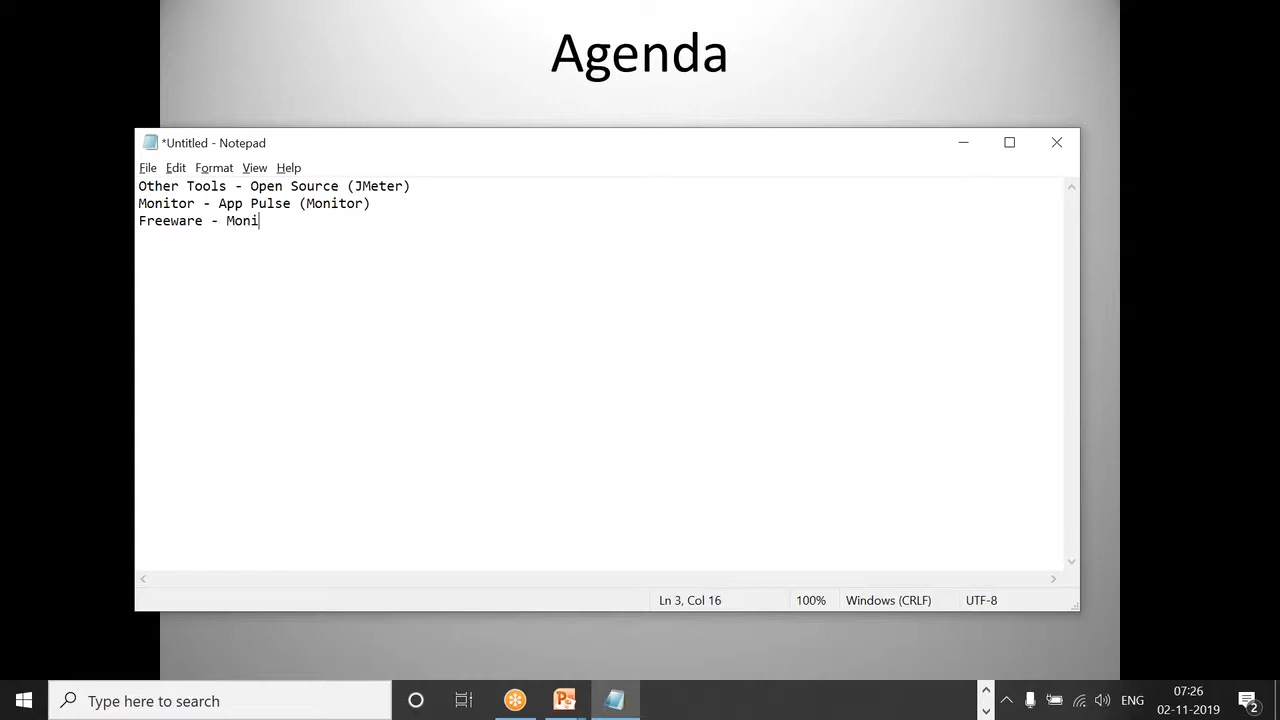 Agenda
*Untitled - Notepad
File Edit Format View Help
Other Tools - Open Source (JMeter)
Monitor - App Pulse (Monitor)
Freeware - Moni
Ln 3, Col 16 100% Windows (CRLF) UTF-8
Type here to search
ENG
07:26
02-11-2019
2